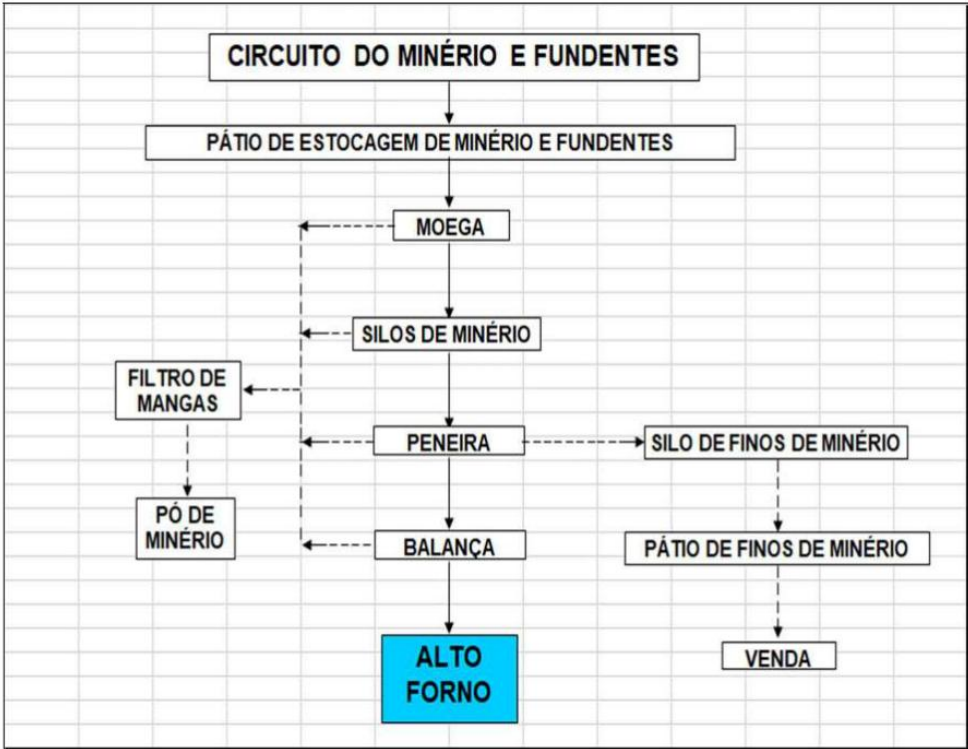 CIRCUITO DO MINÉRIO E FUNDENTES
PÁTIO DE ESTOCAGEM DE MINÉRIO E FUNDENTES
MOEGA
SILOS DE MINÉRIO
FILTRO DE
MANGAS
PENEIRA
SILO DE FINOS DE MINÉRIO
PÓ DE
MINÉRIO
BALANÇA
PÁTIO DE FINOS DE MINÉRIO
ALTO
FORNO
VENDA